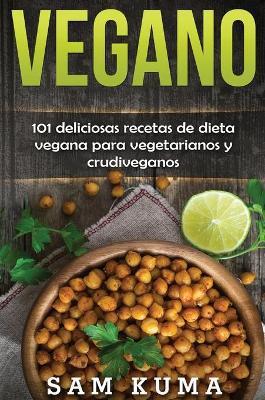 VEGANO
101 deliciosas recetas de dieta
vegana para vegetarianos y
crudiveganos
SAM KUMA